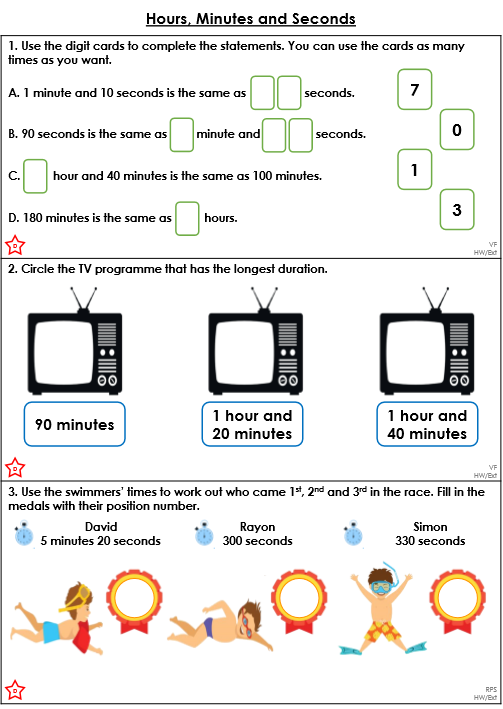 Hours, Minutes and Seconds
1. Use the digit cards to complete the statements. You can use the cards as many
times as you want.
A. 1 minute and 10 seconds is the same as seconds.
7
B. 90 seconds is the same as minute and seconds.
0
C. hour and 40 minutes is the same as 100 minutes.
1
D. 180 minutes is the same as hours.
3
D
VF
HW/Ext
2. Circle the TV programme that has the longest duration.
90 minutes
1 hour and
20 minutes
1 hour and
40 minutes
D
VF
HW/Ext
3. Use the swimmers' times to work out who came 1st, 2nd and 3rd in the race. Fill in the
medals with their position number.
David
5 minutes 20 seconds
Rayon
300 seconds
Simon
330 seconds
D
RPS
HW/Ext